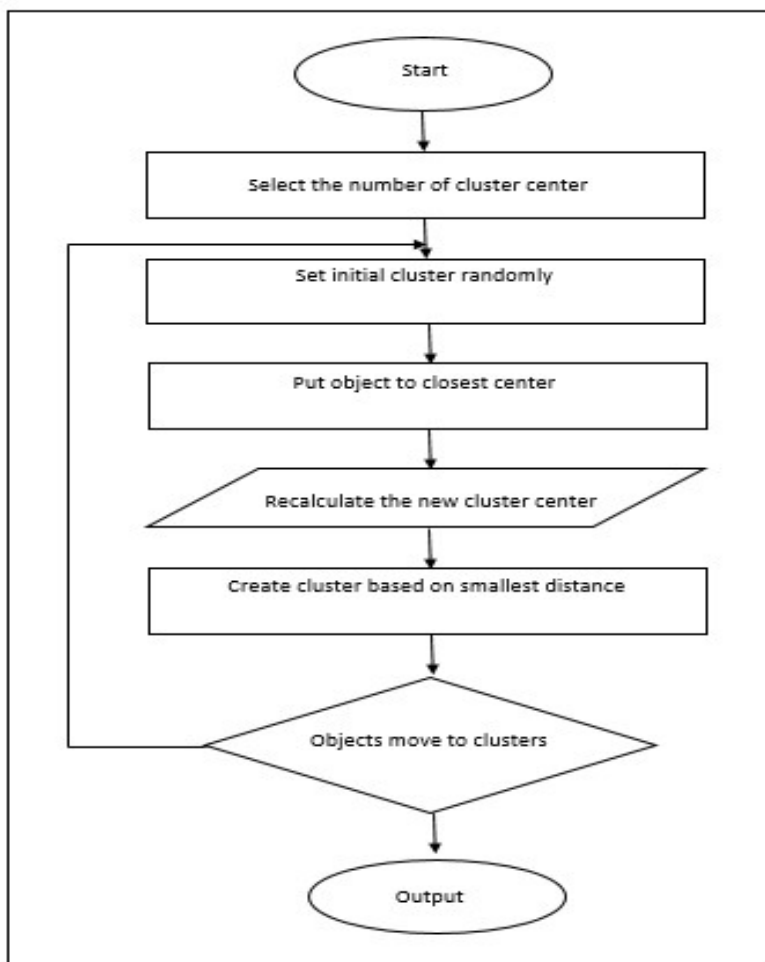 Start
Select the number of cluster center
Set initial cluster randomly
Put object to closest center
Recalculate the new cluster center
Create cluster based on smallest distance
Objects move to clusters
Output